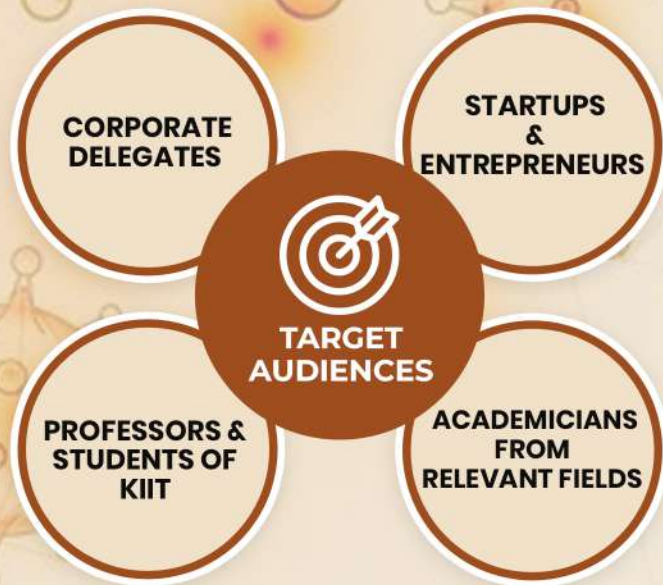 CORPORATE
DELEGATES
STARTUPS
&
ENTREPRENEURS
TARGET
AUDIENCES
PROFESSORS &
STUDENTS OF
KIIT
ACADEMICIANS
FROM
RELEVANT FIELDS